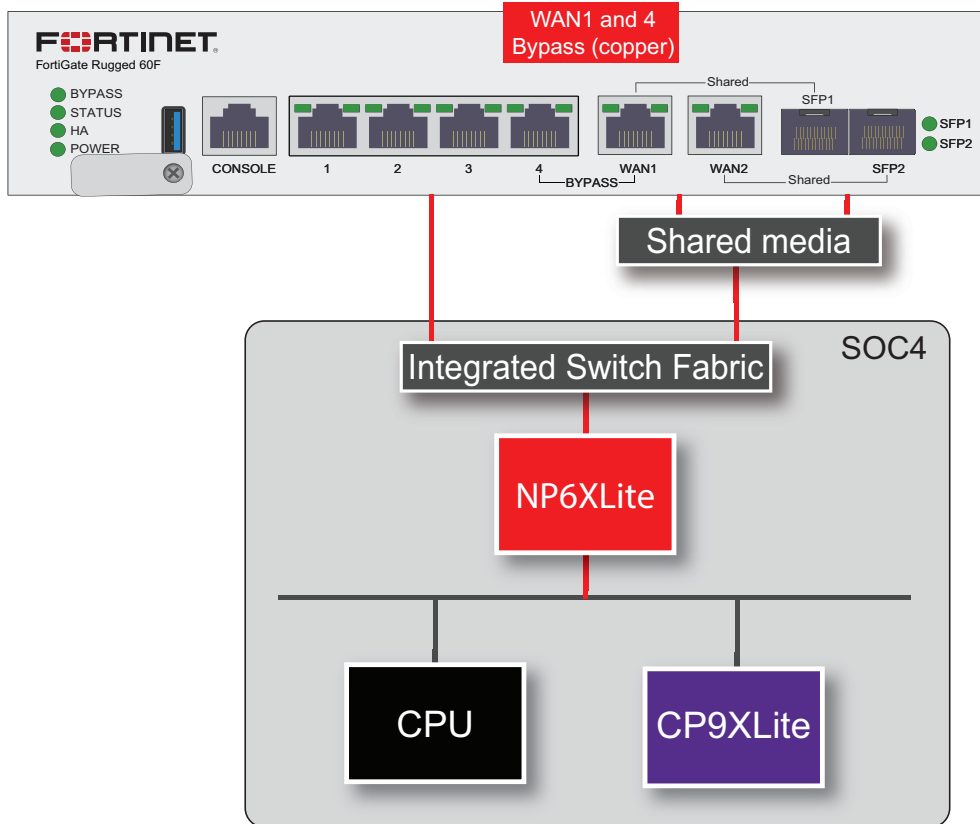 WAN1 and 4
Bypass (copper)
FORTINET
FortiGate Rugged 60F
BYPASS
STATUS
HA
POWER
CONSOLE
1
2
3
4
BYPASS
WAN1
WAN2
Shared
SFP1
Shared
SFP2
SFP1
SFP2
Shared media
SOC4
Integrated Switch Fabric
NP6XLite
CPU
CP9XLite